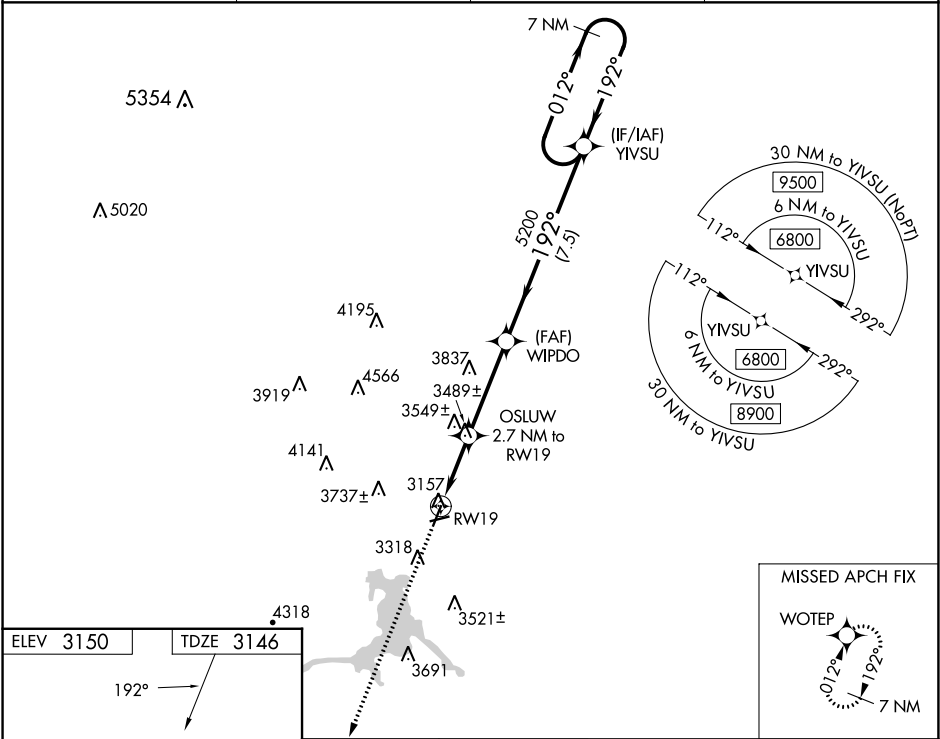 7 NM
012°
192°
(IF/IAF)
YIVSU
5354
5020
5200
192°
(7.5)
30 NM to YIVSU (NoPT)
9500
6 NM to YIVSU
6800
112°
YIVSU
292°
112°
YIVSU
292°
6800
6 NM to YIVSU
8900
30 NM to YIVSU
4195
(FAF)
WIPDO
3837
3919
4566
3489±
3549±
OSLUW
2.7 NM to
RW19
4141
3737±
3157
RW19
3318
4318
3521±
3691
ELEV 3150
TDZE 3146
192°
MISSED APCH FIX
WOTEP
012°
192°
7 NM